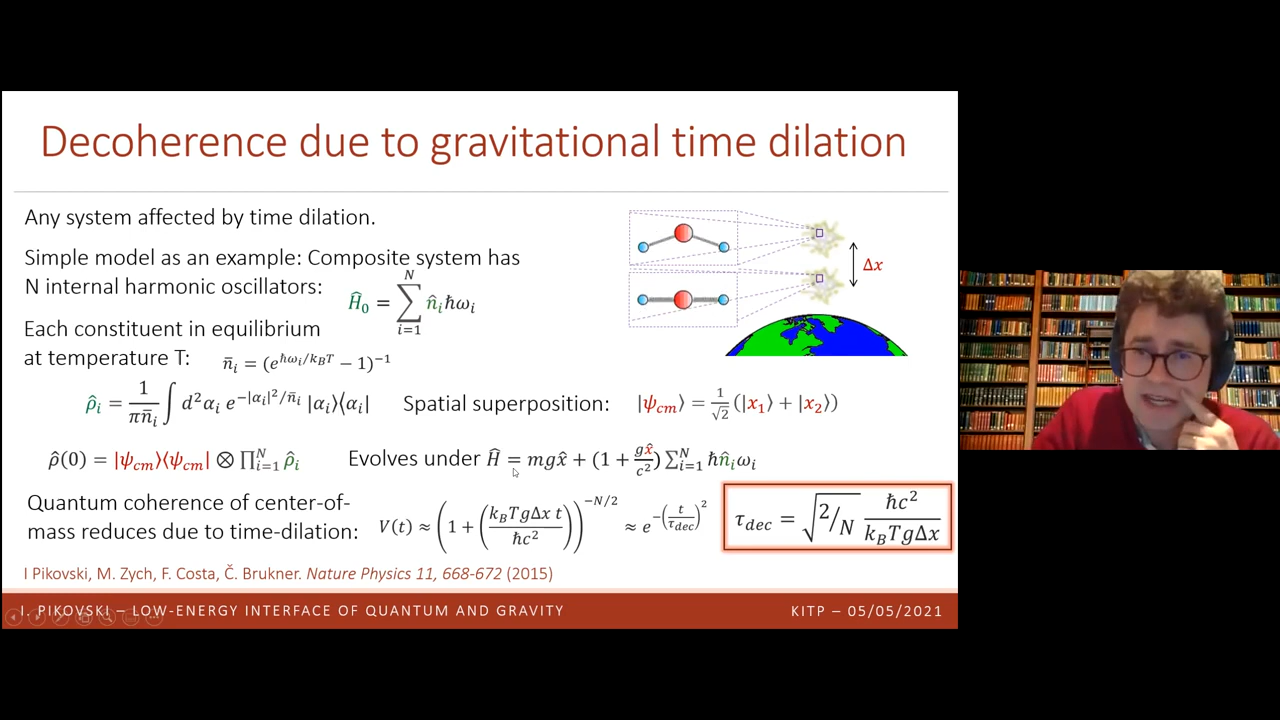 Decoherence due to gravitational time dilation
Any system affected by time dilation.
Simple model as an example: Composite system has
N internal harmonic oscillators: Ĥ₀ = ∑ᵢ₌₁ᴺ n̂ᵢℏωᵢ
Each constituent in equilibrium
at temperature T: n̄ᵢ = (e^{ℏωᵢ/k_BT} − 1)⁻¹
Δx
ρ̂ᵢ = 1/(πn̄ᵢ) ∫ d²αᵢ e^{−|αᵢ|²/n̄ᵢ} |αᵢ⟩⟨αᵢ| Spatial superposition: |ψ_cm⟩ = 1/√2 (|x₁⟩ + |x₂⟩)
ρ̂(0) = |ψ_cm⟩⟨ψ_cm| ⊗ ∏ᵢ₌₁ᴺ ρ̂ᵢ Evolves under Ĥ = mgx̂ + (1 + gx̂/c²) ∑ᵢ₌₁ᴺ ℏn̂ᵢωᵢ
Quantum coherence of center-of-
mass reduces due to time-dilation: V(t) ≈ (1 + (k_BTgΔx t / ℏc²))^{−N/2} ≈ e^{−(t/τ_dec)²} τ_dec = √(2/N) ℏc²/(k_BTgΔx)
I Pikovski, M. Zych, F. Costa, Č. Brukner. Nature Physics 11, 668-672 (2015)
I. PIKOVSKI – LOW-ENERGY INTERFACE OF QUANTUM AND GRAVITY KITP – 05/05/2021